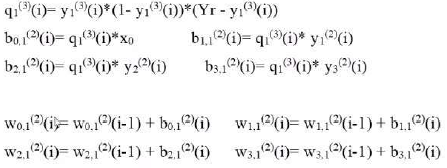 q₁⁽³⁾(i)= y₁⁽³⁾(i)*(1- y₁⁽³⁾(i))*(Yr - y₁⁽³⁾(i))
b₀,₁⁽²⁾(i)= q₁⁽³⁾(i)*x₀ b₁,₁⁽²⁾(i)= q₁⁽³⁾(i)* y₁⁽²⁾(i)
b₂,₁⁽²⁾(i)= q₁⁽³⁾(i)* y₂⁽²⁾(i) b₃,₁⁽²⁾(i)= q₁⁽³⁾(i)* y₃⁽²⁾(i)
w₀,₁⁽²⁾(i)= w₀,₁⁽²⁾(i-1) + b₀,₁⁽²⁾(i) w₁,₁⁽²⁾(i)= w₁,₁⁽²⁾(i-1) + b₁,₁⁽²⁾(i)
w₂,₁⁽²⁾(i)= w₂,₁⁽²⁾(i-1) + b₂,₁⁽²⁾(i) w₃,₁⁽²⁾(i)= w₃,₁⁽²⁾(i-1) + b₃,₁⁽²⁾(i)